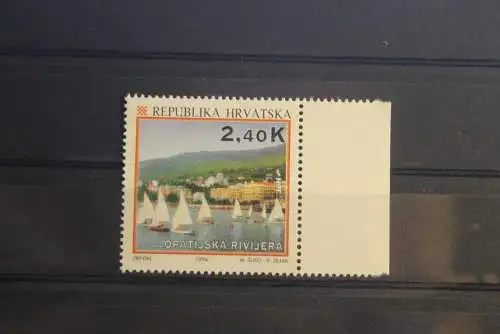 REPUBLIKA HRVATSKA
2,40K
OPATIJSKA RIVIJERA
1994